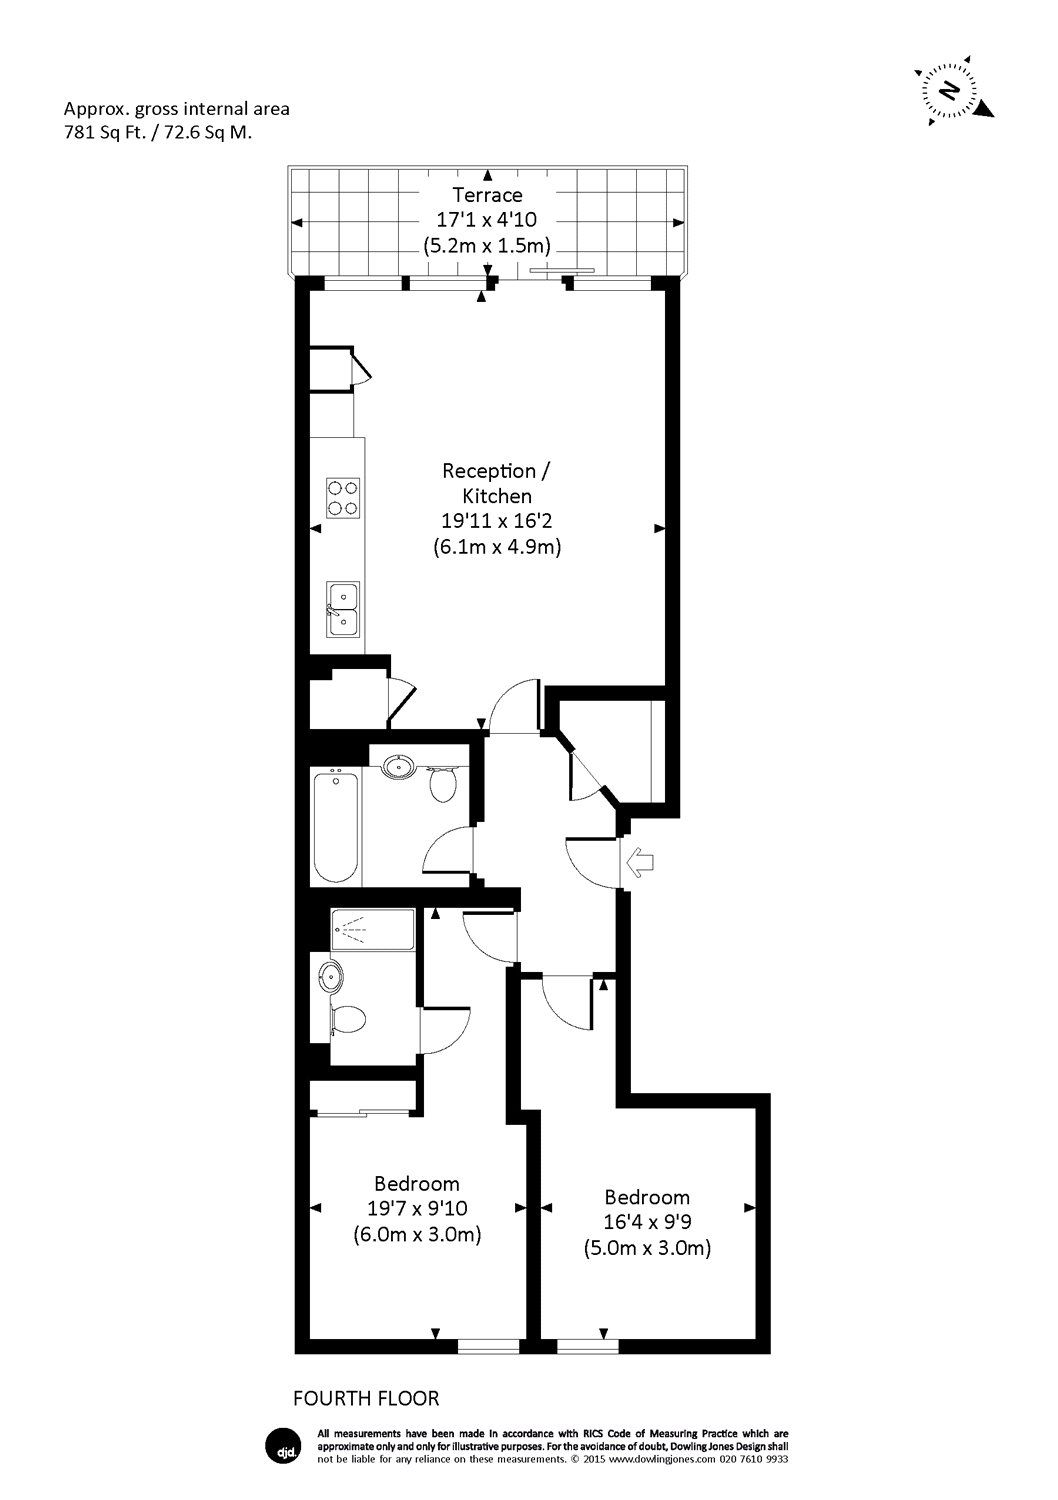 Approx. gross internal area
781 Sq Ft. / 72.6 Sq M.
N
Terrace
17'1 x 4'10
(5.2m x 1.5m)
Reception /
Kitchen
19'11 x 16'2
(6.1m x 4.9m)
Bedroom
19'7 x 9'10
(6.0m x 3.0m)
Bedroom
16'4 x 9'9
(5.0m x 3.0m)
FOURTH FLOOR
djd.
All measurements have been made in accordance with RICS Code of Measuring Practice which are
approximate only and only for illustrative purposes. For the avoidance of doubt, Dowling Jones Design shall
not be liable for any reliance on these measurements. © 2015 www.dowlingjones.com 020 7610 9933